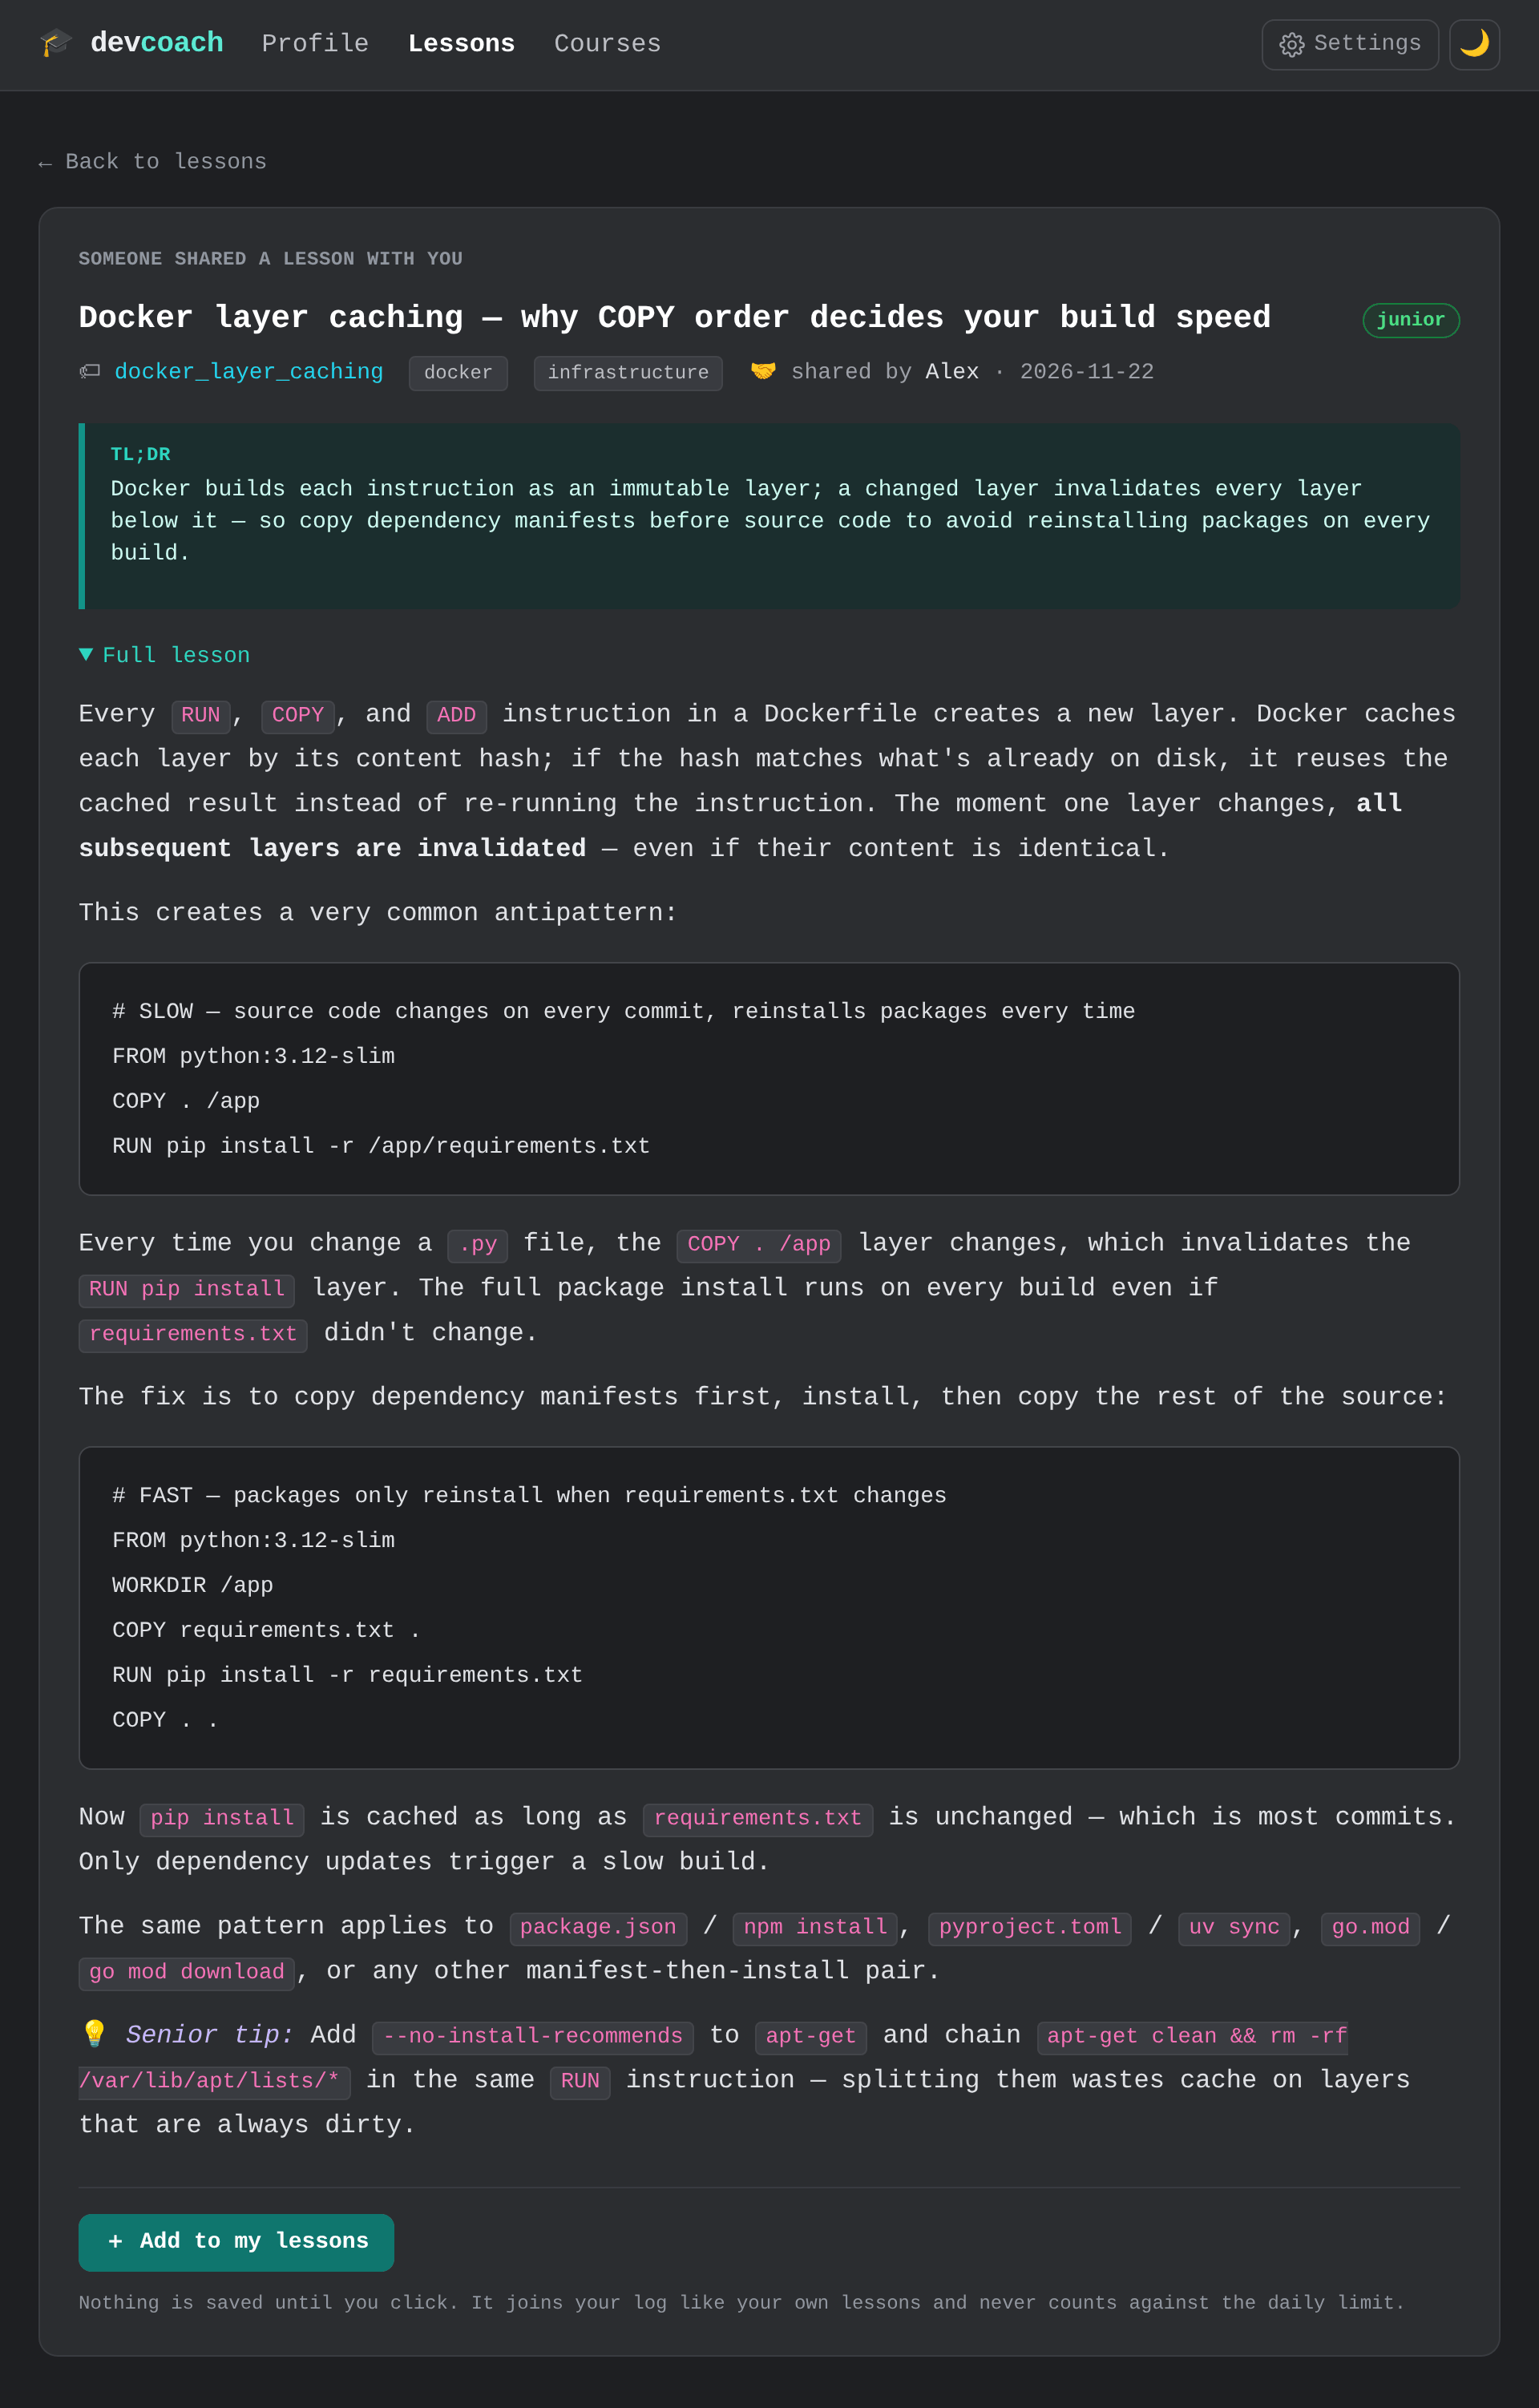 🎓 devcoach Profile Lessons Courses Settings 🌙
← Back to lessons
SOMEONE SHARED A LESSON WITH YOU
Docker layer caching — why COPY order decides your build speed junior
🏷 docker_layer_caching docker infrastructure 🤝 shared by Alex · 2026-11-22
TL;DR
Docker builds each instruction as an immutable layer; a changed layer invalidates every layer
below it — so copy dependency manifests before source code to avoid reinstalling packages on every
build.
▼ Full lesson
Every RUN, COPY, and ADD instruction in a Dockerfile creates a new layer. Docker caches
each layer by its content hash; if the hash matches what's already on disk, it reuses the
cached result instead of re-running the instruction. The moment one layer changes, all
subsequent layers are invalidated — even if their content is identical.
This creates a very common antipattern:
# SLOW — source code changes on every commit, reinstalls packages every time
FROM python:3.12-slim
COPY . /app
RUN pip install -r /app/requirements.txt
Every time you change a .py file, the COPY . /app layer changes, which invalidates the
RUN pip install layer. The full package install runs on every build even if
requirements.txt didn't change.
The fix is to copy dependency manifests first, install, then copy the rest of the source:
# FAST — packages only reinstall when requirements.txt changes
FROM python:3.12-slim
WORKDIR /app
COPY requirements.txt .
RUN pip install -r requirements.txt
COPY . .
Now pip install is cached as long as requirements.txt is unchanged — which is most commits.
Only dependency updates trigger a slow build.
The same pattern applies to package.json / npm install, pyproject.toml / uv sync, go.mod /
go mod download, or any other manifest-then-install pair.
💡 Senior tip: Add --no-install-recommends to apt-get and chain apt-get clean && rm -rf
/var/lib/apt/lists/* in the same RUN instruction — splitting them wastes cache on layers
that are always dirty.
+ Add to my lessons
Nothing is saved until you click. It joins your log like your own lessons and never counts against the daily limit.